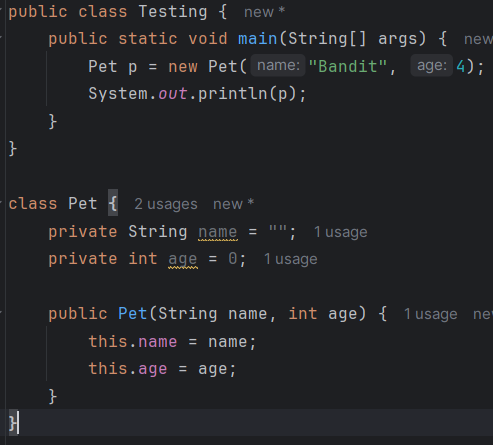 public class Testing {   new *
    public static void main(String[] args) {   new
        Pet p = new Pet( name: "Bandit",  age: 4);
        System.out.println(p);
    }
}
class Pet {   2 usages   new *
    private String name = "";   1 usage
    private int age = 0;   1 usage
    public Pet(String name, int age) {   1 usage   new
        this.name = name;
        this.age = age;
    }
}